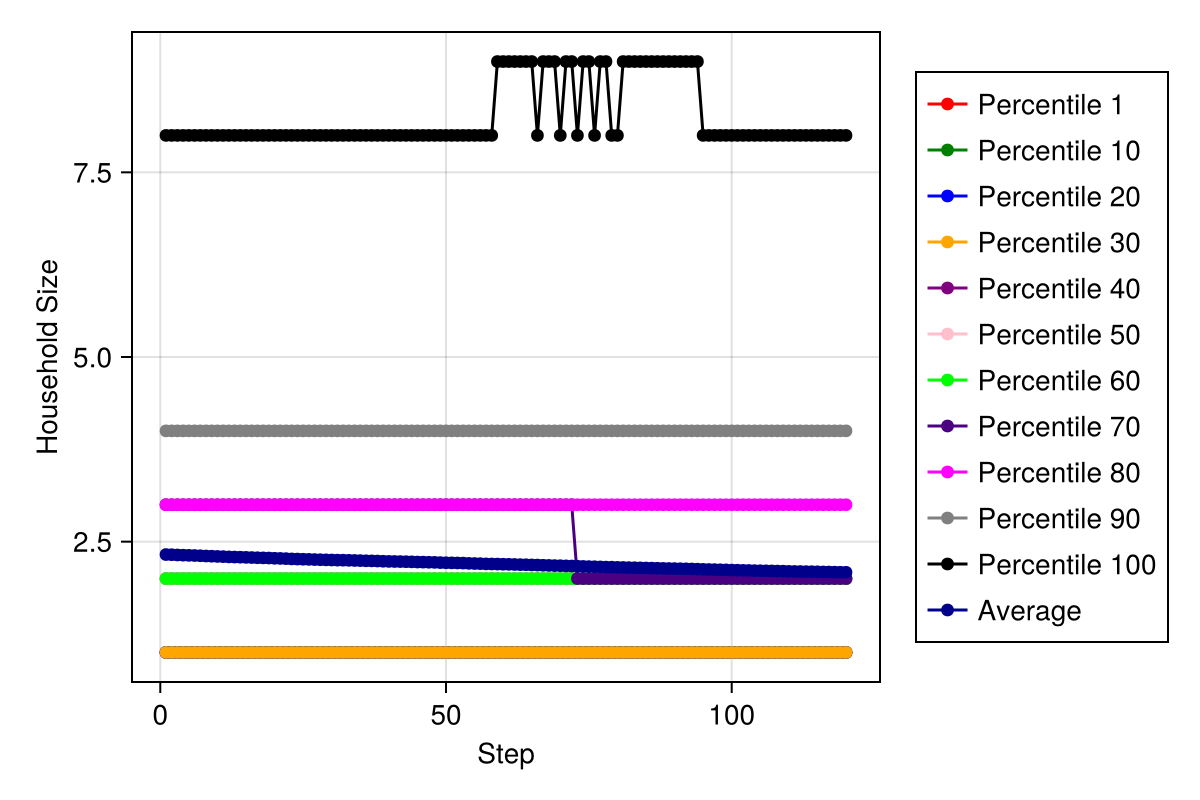 7.5
5.0
2.5
Household Size
0
50
100
Step
Percentile 1
Percentile 10
Percentile 20
Percentile 30
Percentile 40
Percentile 50
Percentile 60
Percentile 70
Percentile 80
Percentile 90
Percentile 100
Average